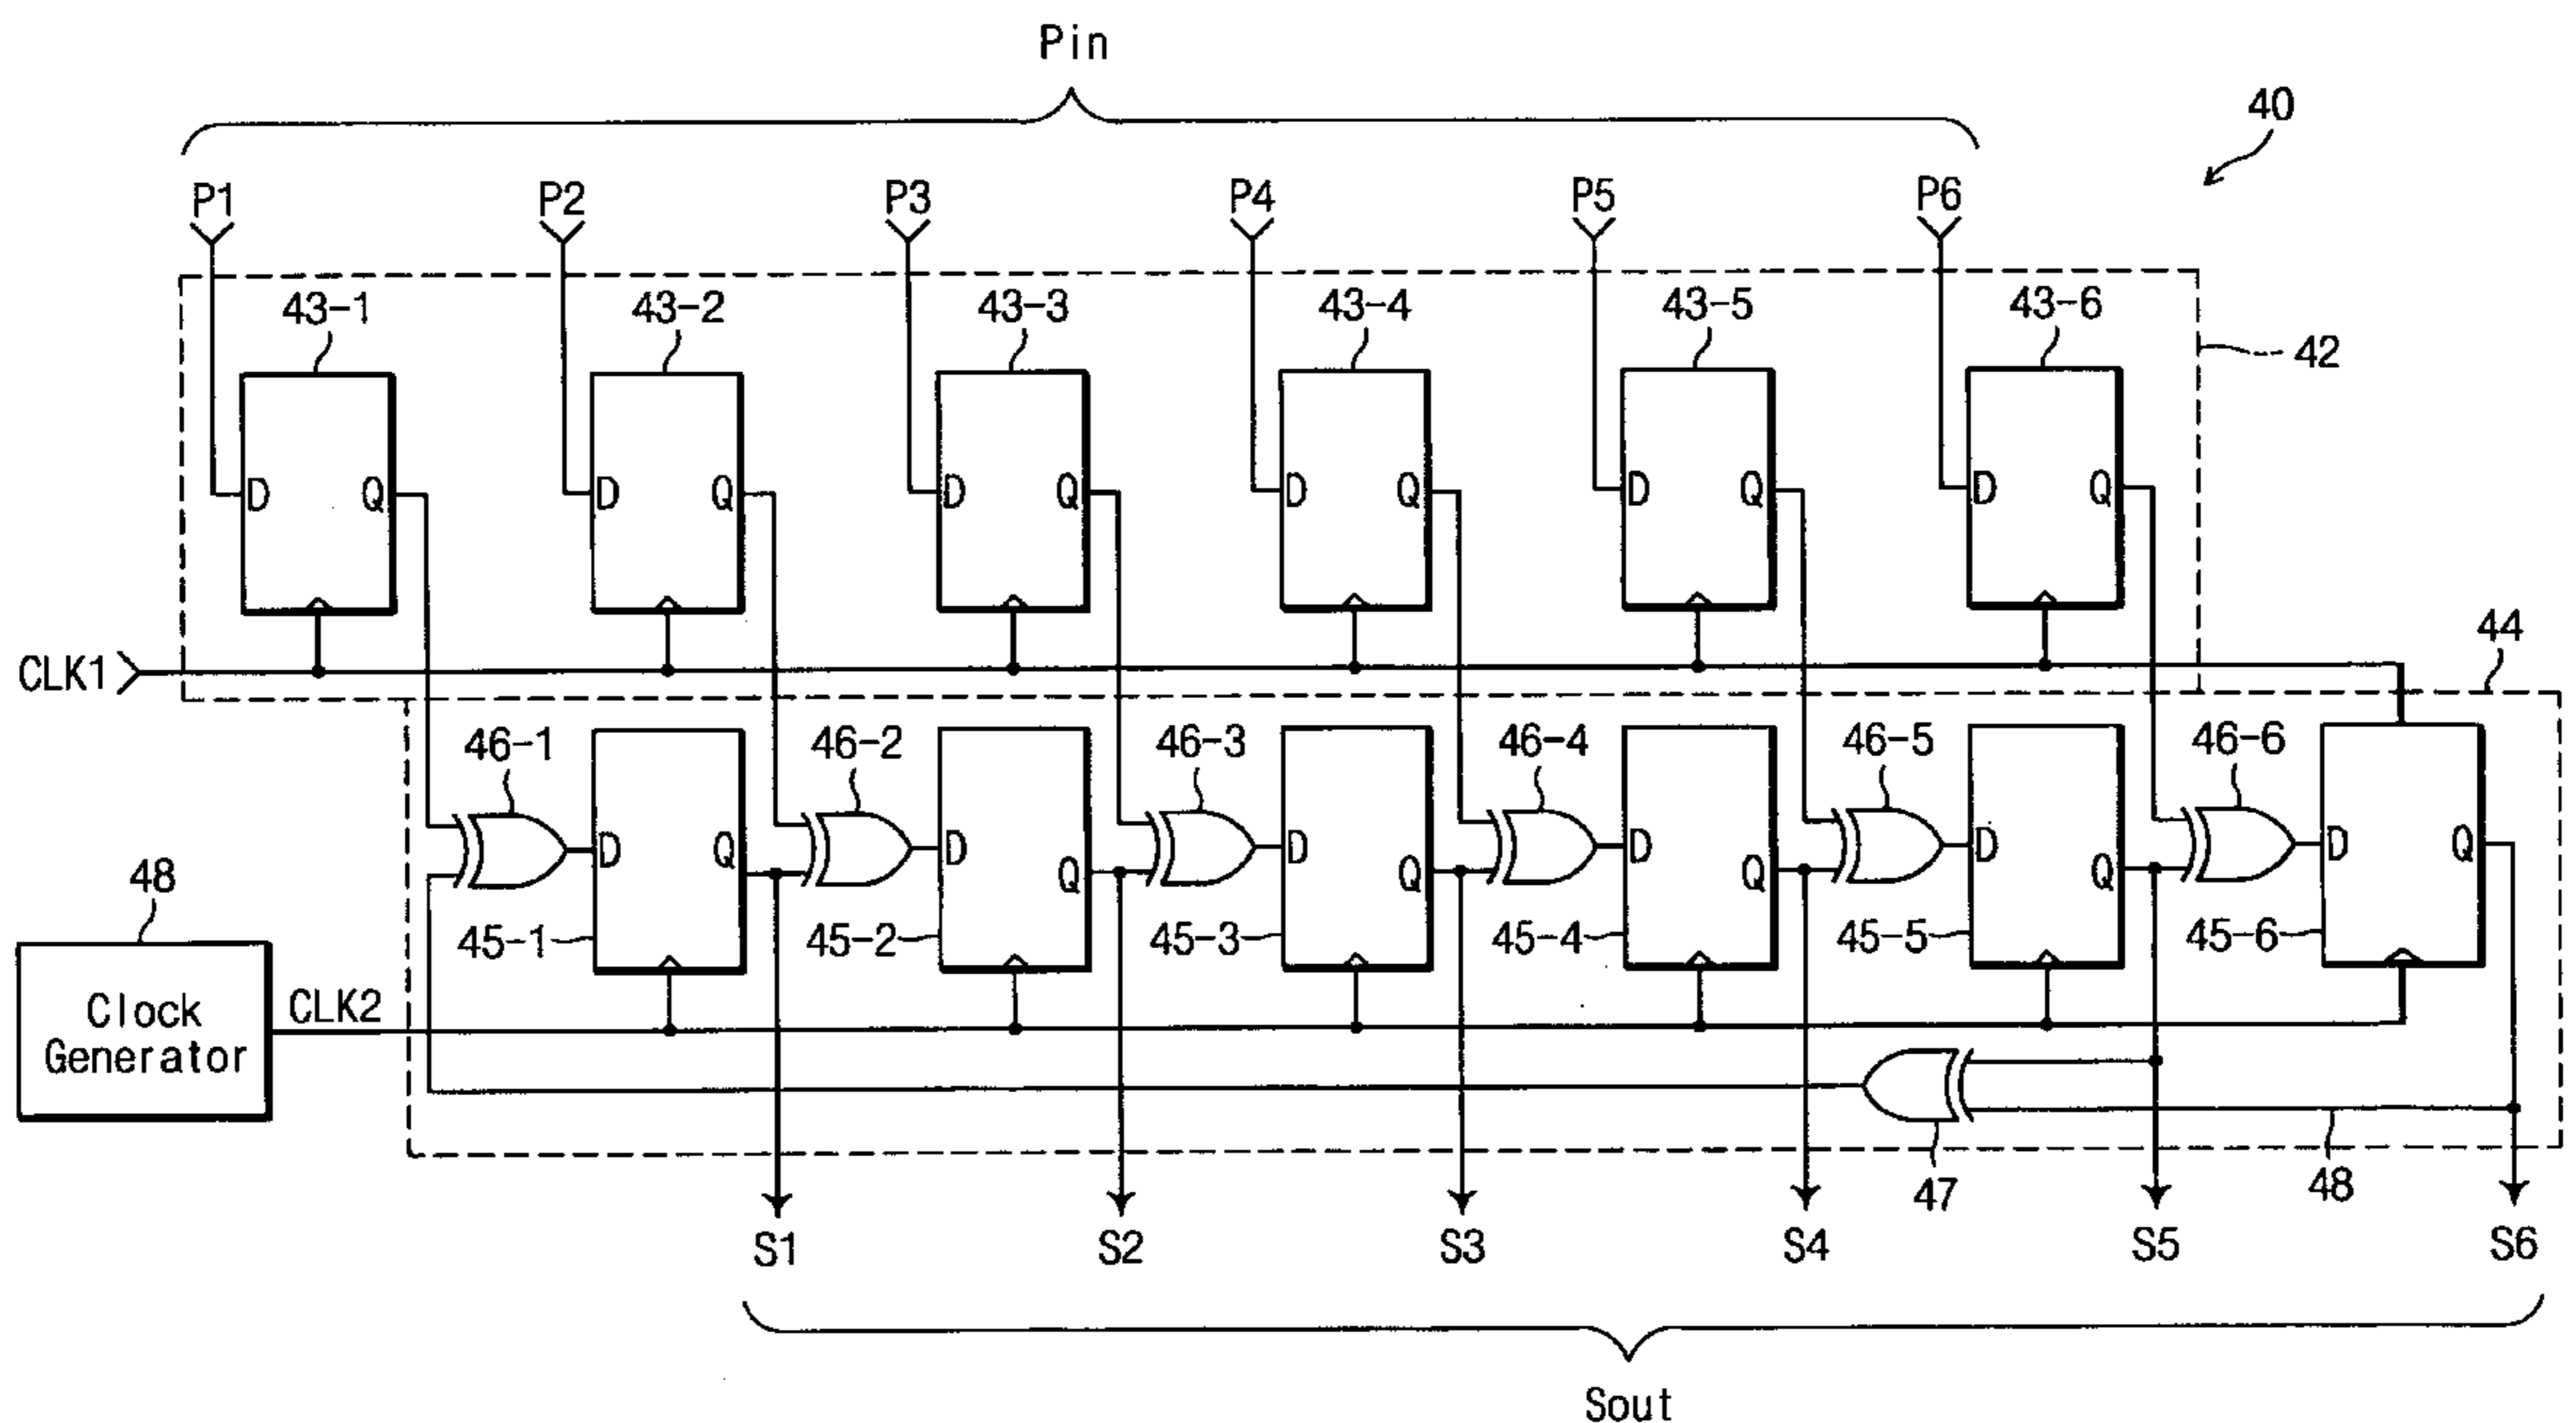 Pin
40
P1 P2 P3 P4 P5 P6
43-1 43-2 43-3 43-4 43-5 43-6
42
D Q D Q D Q D Q D Q D Q
44
CLK1
46-1 46-2 46-3 46-4 46-5 46-6
D Q D Q D Q D Q D Q D Q
48
45-1 45-2 45-3 45-4 45-5 45-6
Clock
Generator
CLK2
47
48
S1 S2 S3 S4 S5 S6
Sout